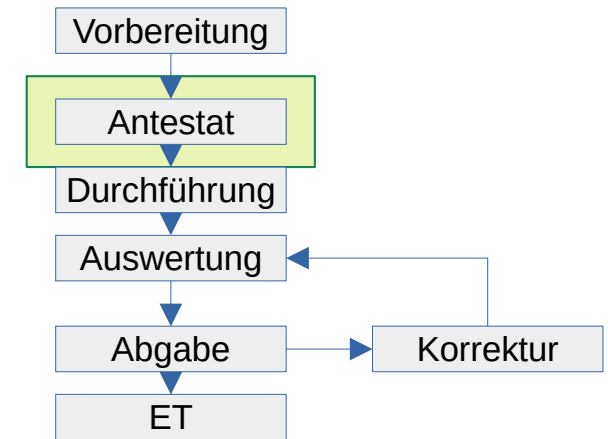 Vorbereitung
Antestat
Durchführung
Auswertung
Abgabe
Korrektur
ET